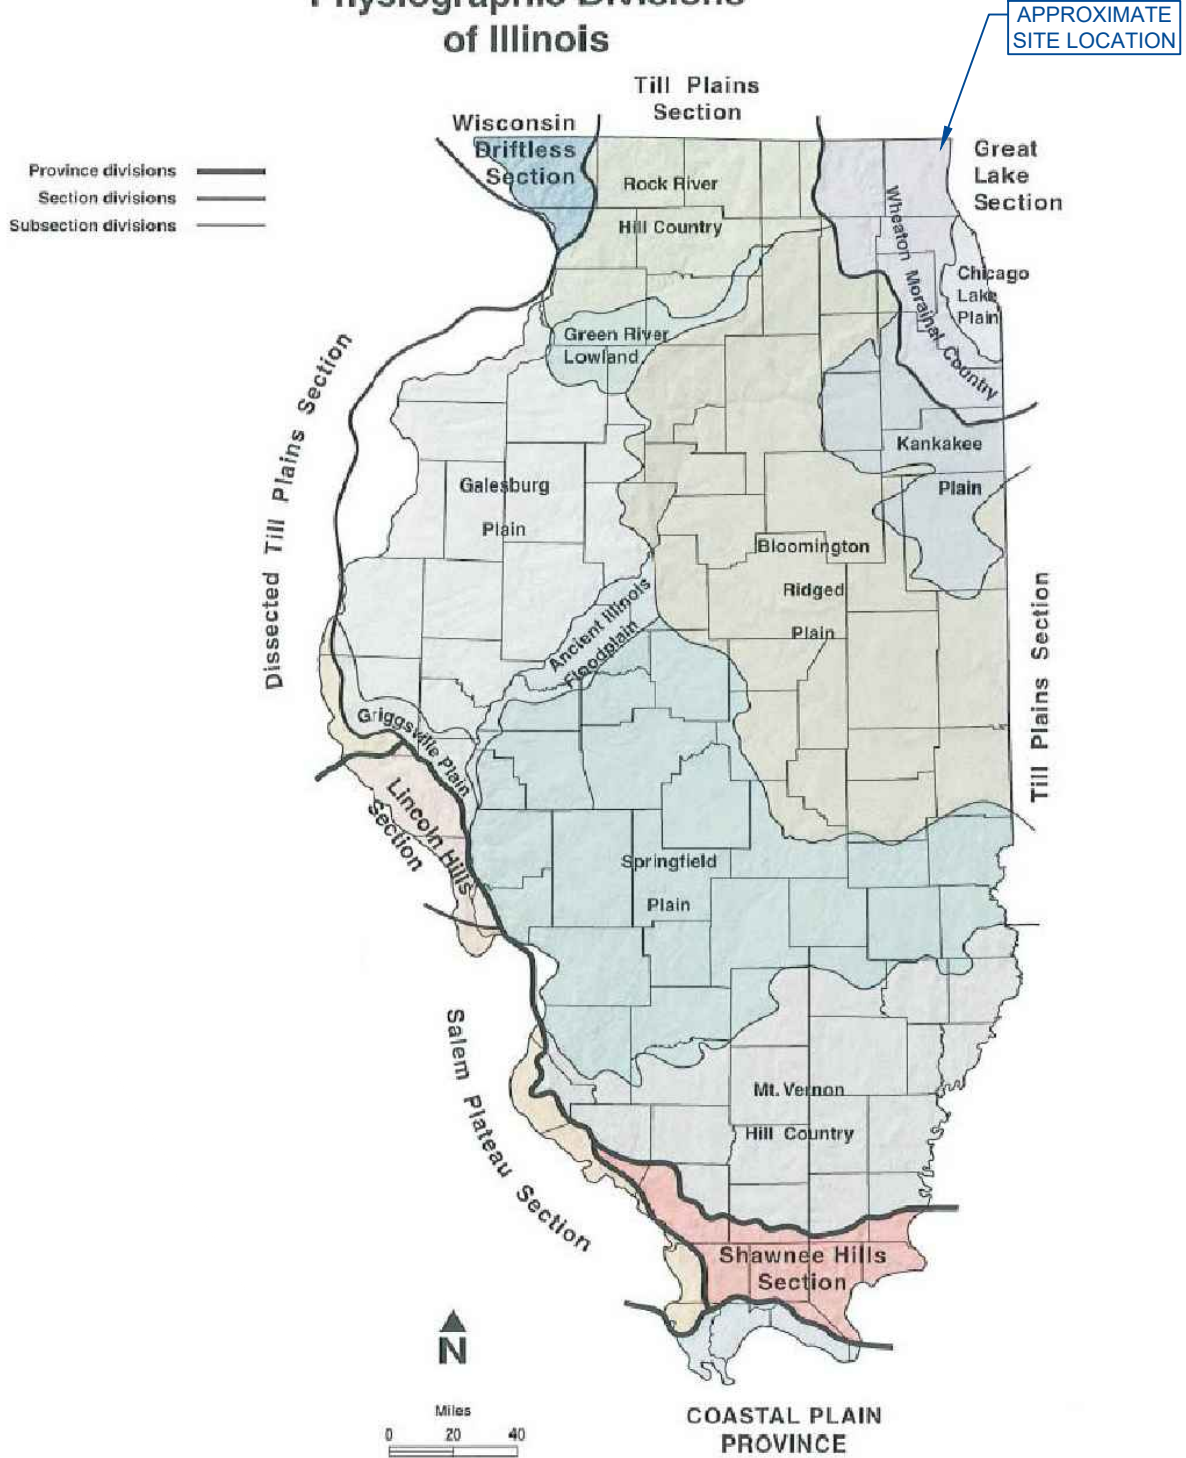 Physiographic Divisions
of Illinois
APPROXIMATE
SITE LOCATION
Till Plains
Section
Wisconsin
Driftless
Section
Great
Lake
Section
Province divisions
Section divisions
Subsection divisions
Rock River
Hill Country
Wheaton Morainal Country
Chicago
Lake
Plain
Green River
Lowland
Dissected Till Plains Section
Kankakee
Plain
Galesburg
Plain
Bloomington
Ridged
Plain
Ancient Illinois
Floodplain
Till Plains Section
Griggsville Plain
Lincoln Hills
Section
Springfield
Plain
Salem Plateau Section
Mt. Vernon
Hill Country
Shawnee Hills
Section
N
Miles
0 20 40
COASTAL PLAIN
PROVINCE